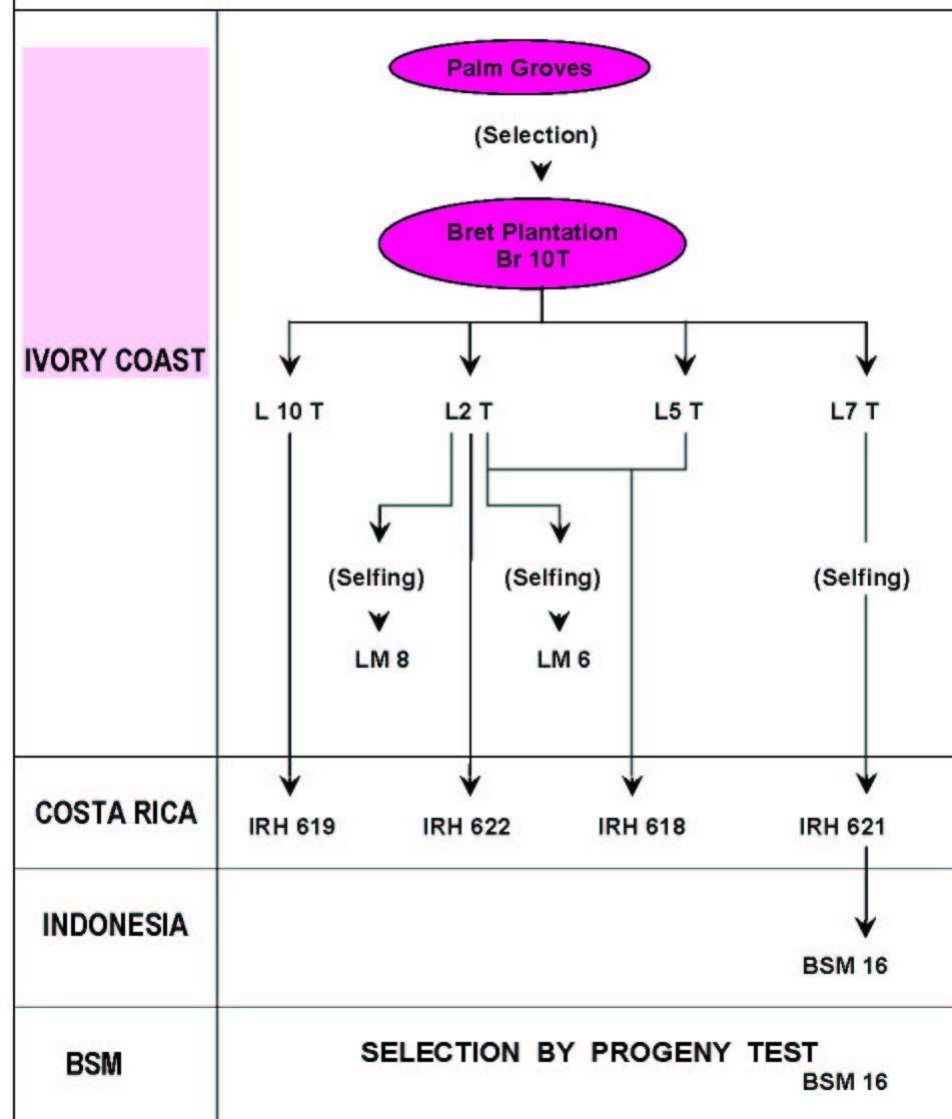 Palm Groves
(Selection)
Bret Plantation
Br 10T
IVORY COAST
L 10 T
L2 T
L5 T
L7 T
(Selfing)
(Selfing)
(Selfing)
LM 8
LM 6
COSTA RICA
IRH 619
IRH 622
IRH 618
IRH 621
INDONESIA
BSM 16
BSM
SELECTION BY PROGENY TEST
BSM 16